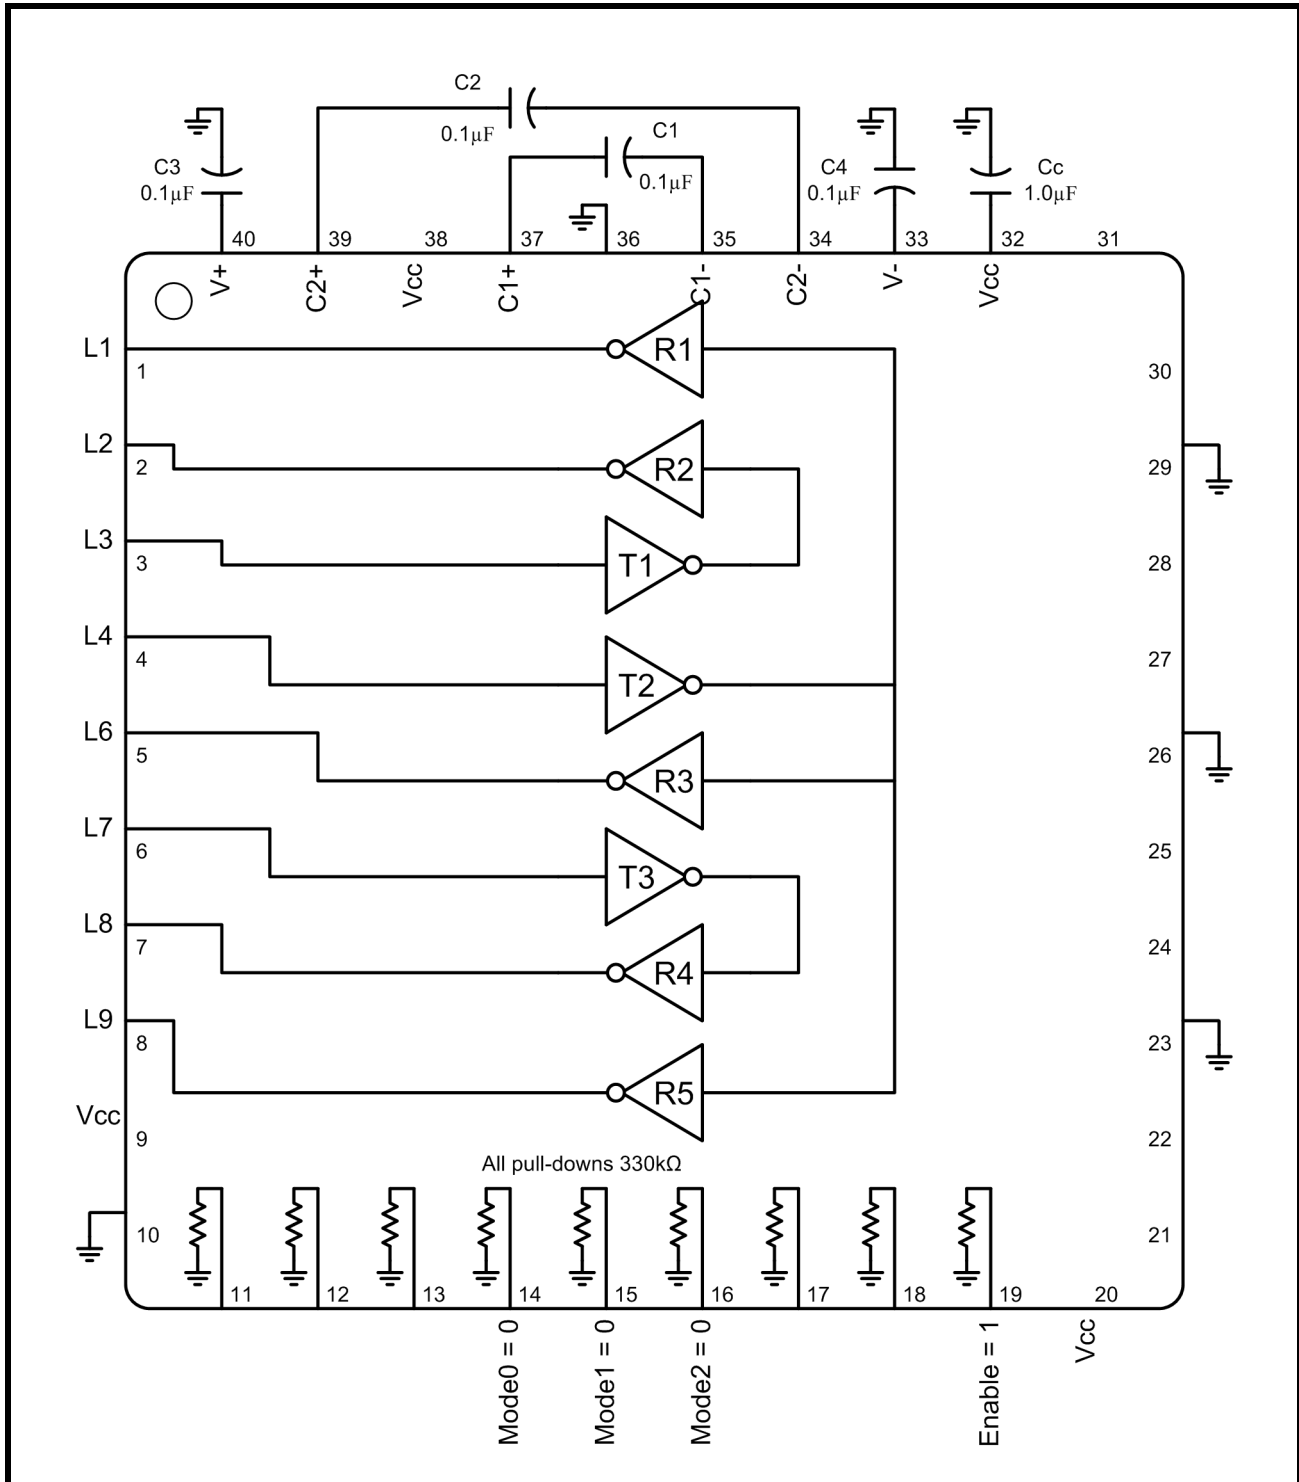 C2
0.1µF
C1
0.1µF
C3
0.1µF
C4
0.1µF
Cc
1.0µF
40 39 38 37 36 35 34 33 32 31
V+ C2+ Vcc C1+ C1- C2- V- Vcc
L1 R1
1 30
L2 R2
2 29
L3 T1
3 28
L4 T2
4 27
L6 R3
5 26
L7 T3
6 25
L8 R4
7 24
L9 R5
8 23
Vcc
9 22
All pull-downs 330kΩ
10 21
11 12 13 14 15 16 17 18 19 20
Mode0 = 0
Mode1 = 0
Mode2 = 0
Enable = 1
Vcc